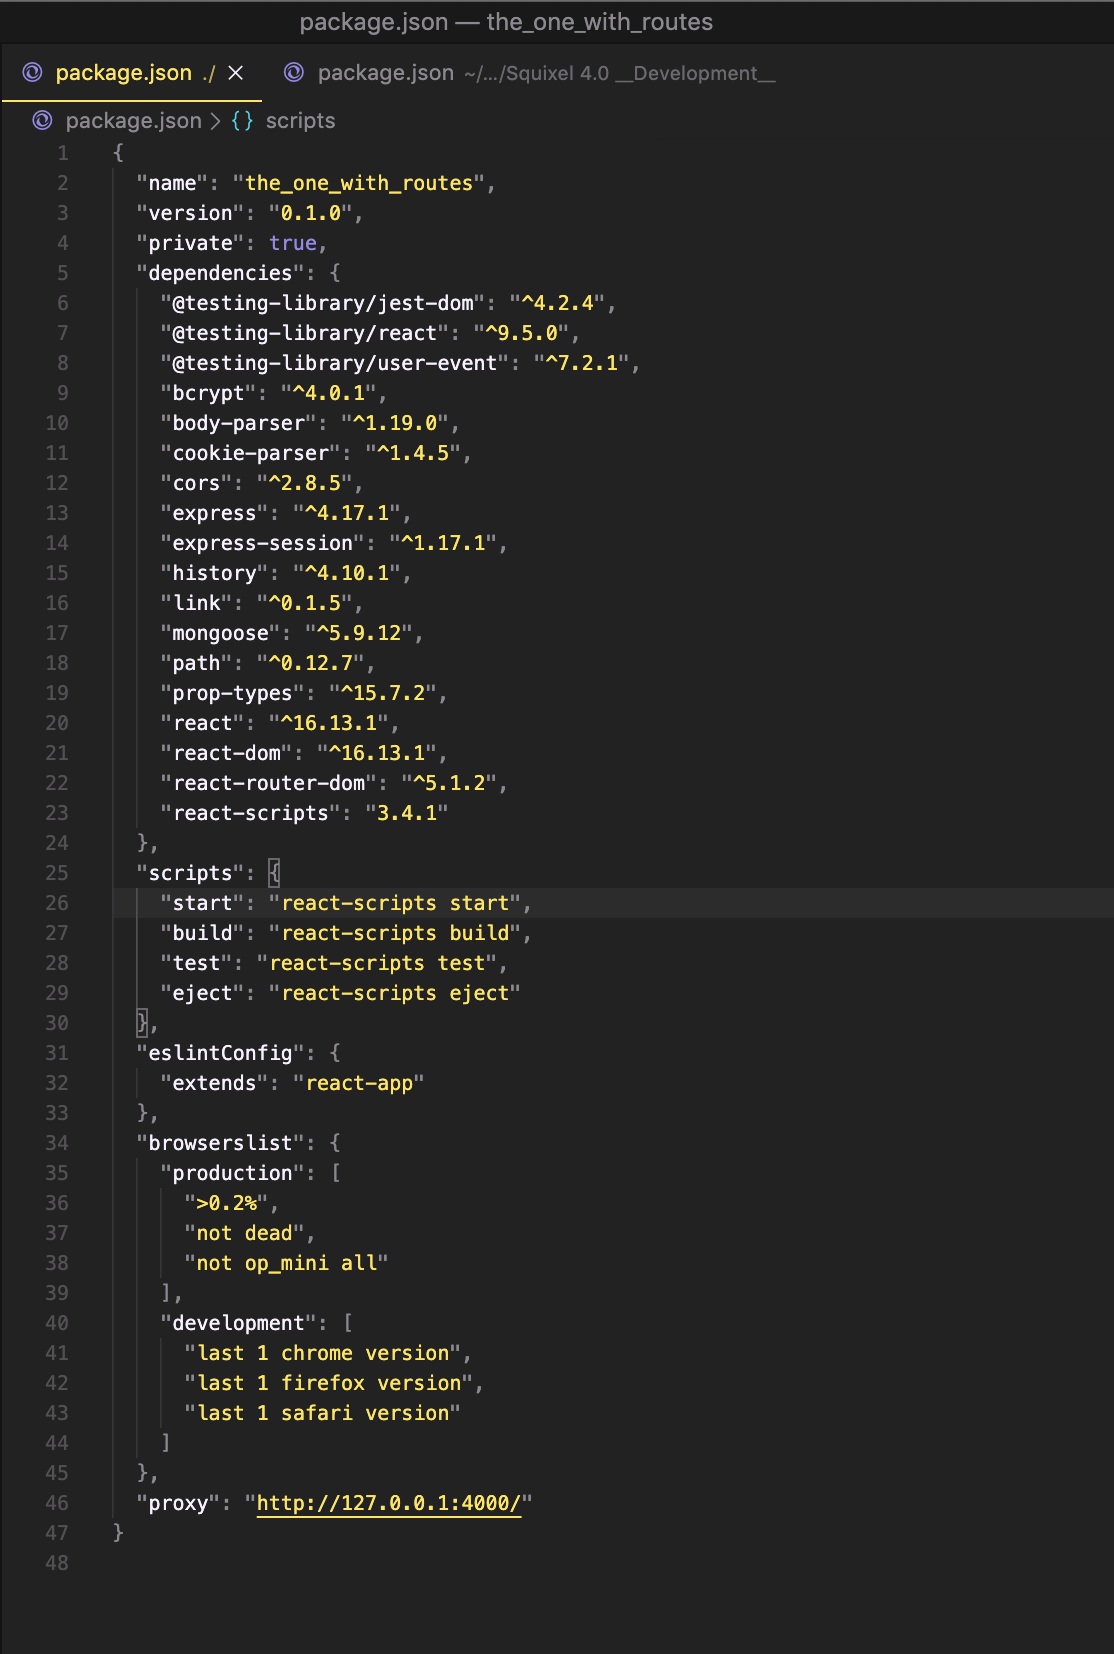 package.json — the_one_with_routes
package.json ./ package.json ~/.../Squixel 4.0 __Development__
package.json > {} scripts
1 {
2 "name": "the_one_with_routes",
3 "version": "0.1.0",
4 "private": true,
5 "dependencies": {
6 "@testing-library/jest-dom": "^4.2.4",
7 "@testing-library/react": "^9.5.0",
8 "@testing-library/user-event": "^7.2.1",
9 "bcrypt": "^4.0.1",
10 "body-parser": "^1.19.0",
11 "cookie-parser": "^1.4.5",
12 "cors": "^2.8.5",
13 "express": "^4.17.1",
14 "express-session": "^1.17.1",
15 "history": "^4.10.1",
16 "link": "^0.1.5",
17 "mongoose": "^5.9.12",
18 "path": "^0.12.7",
19 "prop-types": "^15.7.2",
20 "react": "^16.13.1",
21 "react-dom": "^16.13.1",
22 "react-router-dom": "^5.1.2",
23 "react-scripts": "3.4.1"
24 },
25 "scripts": {
26 "start": "react-scripts start",
27 "build": "react-scripts build",
28 "test": "react-scripts test",
29 "eject": "react-scripts eject"
30 },
31 "eslintConfig": {
32 "extends": "react-app"
33 },
34 "browserslist": {
35 "production": [
36 ">0.2%",
37 "not dead",
38 "not op_mini all"
39 ],
40 "development": [
41 "last 1 chrome version",
42 "last 1 firefox version",
43 "last 1 safari version"
44 ]
45 },
46 "proxy": "http://127.0.0.1:4000/"
47 }
48